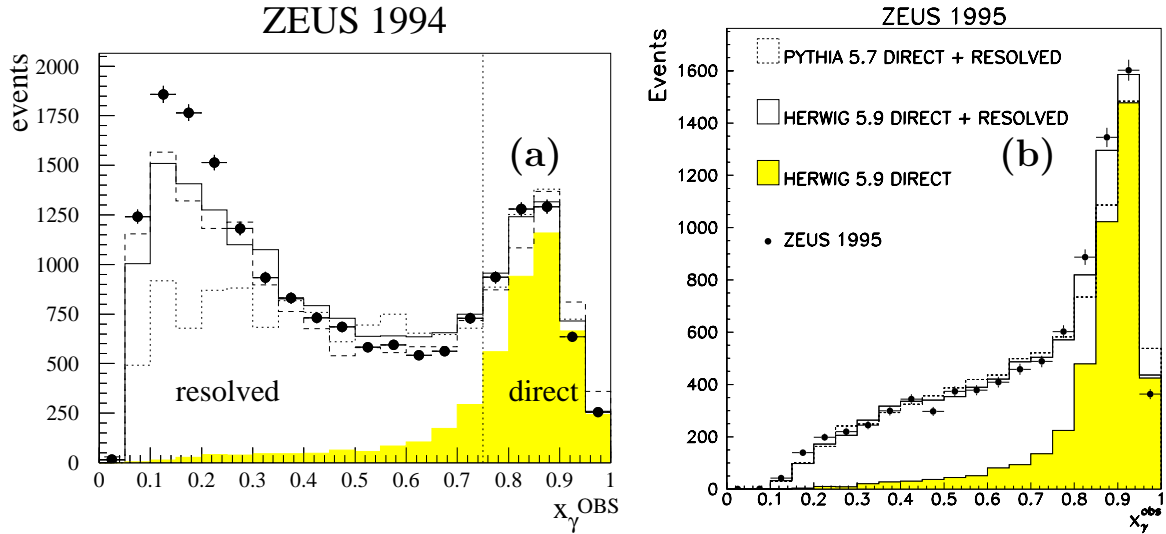 ZEUS 1994
events
2000
1750
1500
1250
1000
750
500
250
0
(a)
resolved
direct
0 0.1 0.2 0.3 0.4 0.5 0.6 0.7 0.8 0.9 1
xγOBS
ZEUS 1995
Events
1600
1400
1200
1000
800
600
400
200
0
PYTHIA 5.7 DIRECT + RESOLVED
HERWIG 5.9 DIRECT + RESOLVED
(b)
HERWIG 5.9 DIRECT
ZEUS 1995
0 0.1 0.2 0.3 0.4 0.5 0.6 0.7 0.8 0.9 1
xγobs